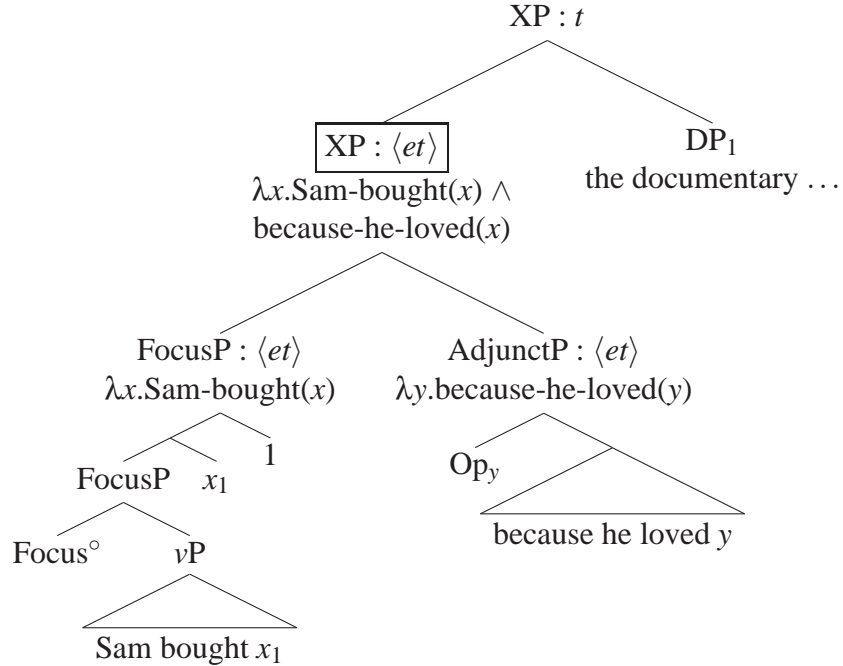 XP : t
XP : ⟨et⟩
λx.Sam-bought(x) ∧
because-he-loved(x)
DP₁
the documentary …
FocusP : ⟨et⟩
λx.Sam-bought(x)
AdjunctP : ⟨et⟩
λy.because-he-loved(y)
FocusP
x₁
1
Opy
Focus°
vP
because he loved y
Sam bought x₁